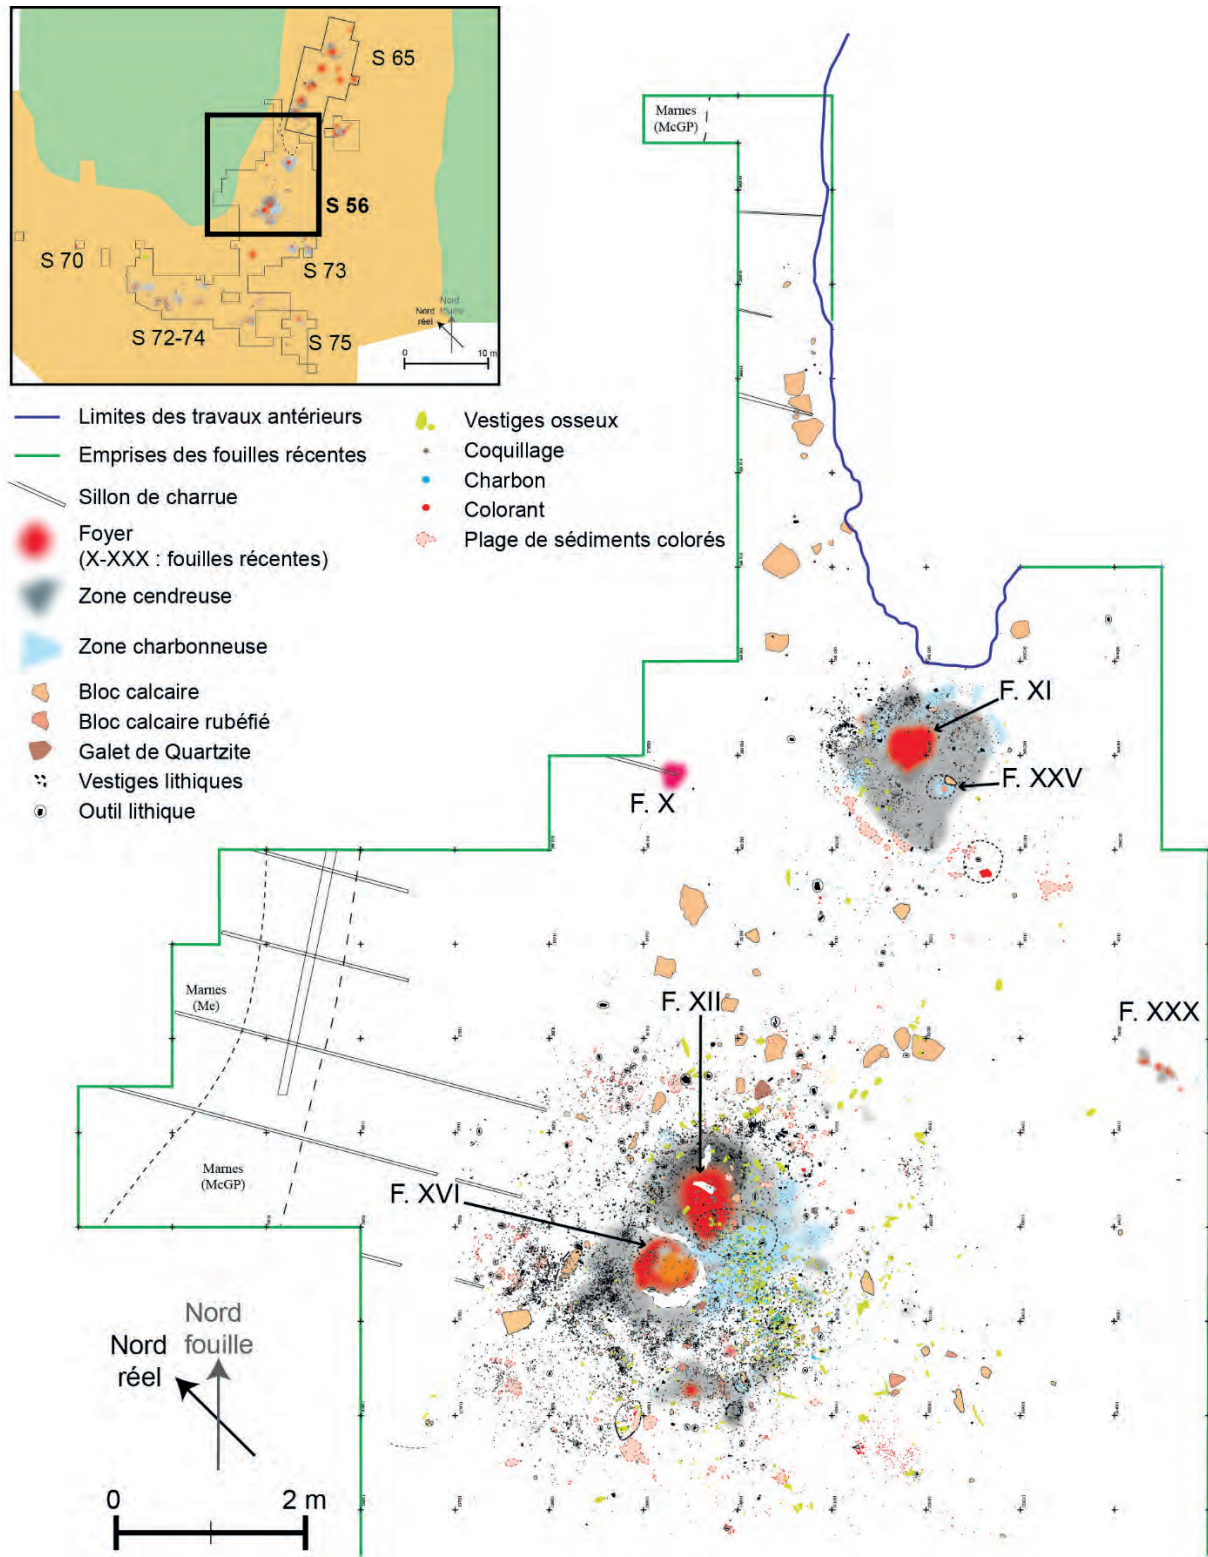 S 65
S 56
S 70
S 73
S 72-74
S 75
Nord
fouille
Nord
réel
0 10 m
Limites des travaux antérieurs
Emprises des fouilles récentes
Sillon de charrue
Foyer
(X-XXX : fouilles récentes)
Zone cendreuse
Zone charbonneuse
Bloc calcaire
Bloc calcaire rubéfié
Galet de Quartzite
Vestiges lithiques
Outil lithique
Vestiges osseux
Coquillage
Charbon
Colorant
Plage de sédiments colorés
Marnes
(McGP)
F. XI
F. XXV
F. X
Marnes
(Me)
F. XII
F. XXX
Marnes
(McGP)
F. XVI
Nord
fouille
Nord
réel
0 2 m